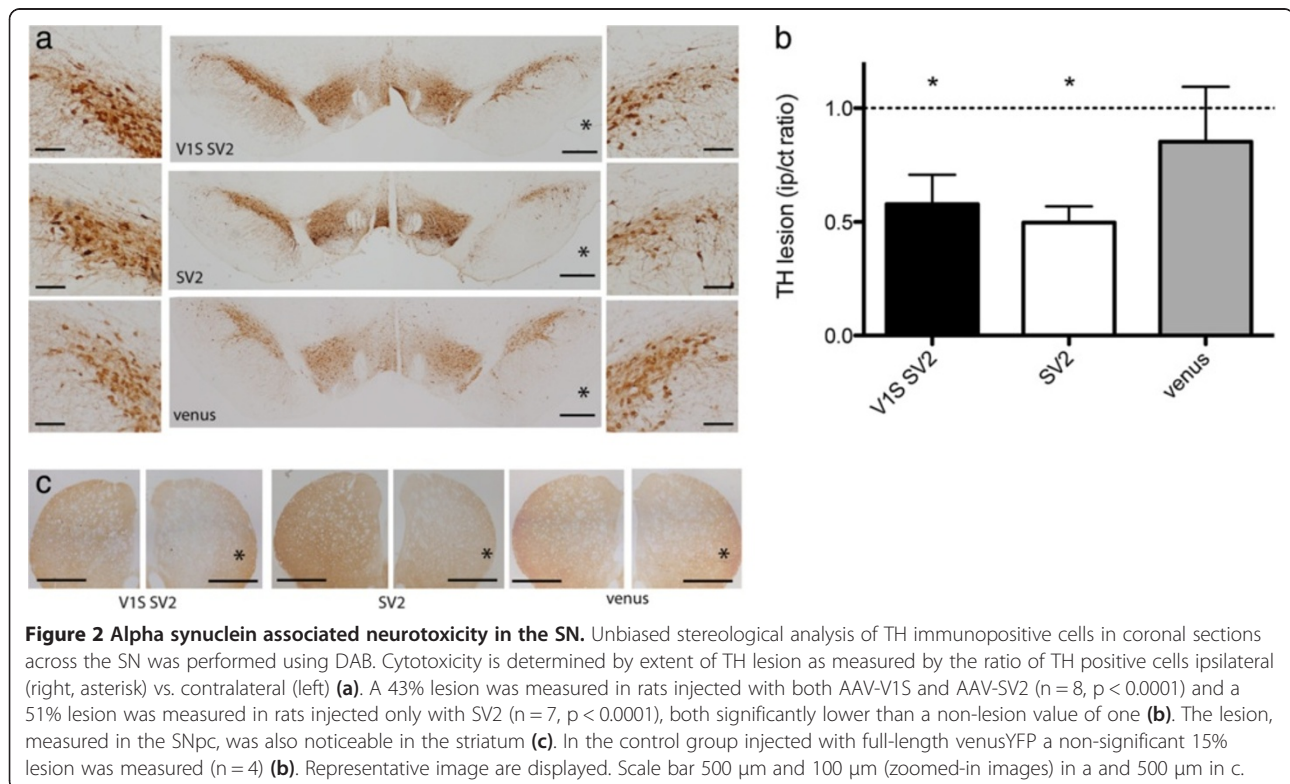 a
V1S SV2
*
SV2
*
venus
*
b
TH lesion (ip/ct ratio)
1.0
0.5
0.0
*
*
V1S SV2
SV2
venus
c
*
*
*
V1S SV2
SV2
venus
Figure 2 Alpha synuclein associated neurotoxicity in the SN. Unbiased stereological analysis of TH immunopositive cells in coronal sections
across the SN was performed using DAB. Cytotoxicity is determined by extent of TH lesion as measured by the ratio of TH positive cells ipsilateral
(right, asterisk) vs. contralateral (left) (a). A 43% lesion was measured in rats injected with both AAV-V1S and AAV-SV2 (n = 8, p < 0.0001) and a
51% lesion was measured in rats injected only with SV2 (n = 7, p < 0.0001), both significantly lower than a non-lesion value of one (b). The lesion,
measured in the SNpc, was also noticeable in the striatum (c). In the control group injected with full-length venusYFP a non-significant 15%
lesion was measured (n = 4) (b). Representative image are displayed. Scale bar 500 μm and 100 μm (zoomed-in images) in a and 500 μm in c.